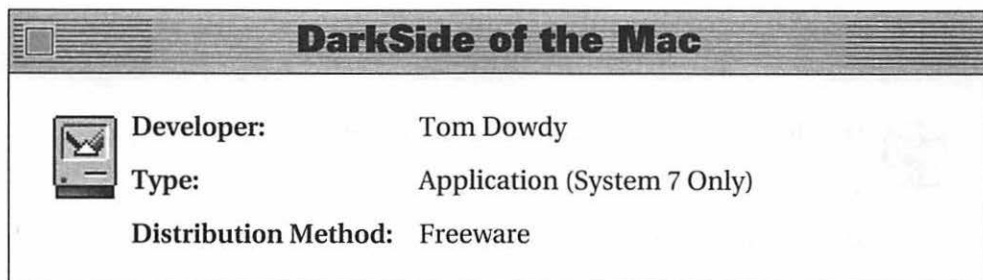 DarkSide of the Mac
Developer: Tom Dowdy
Type: Application (System 7 Only)
Distribution Method: Freeware